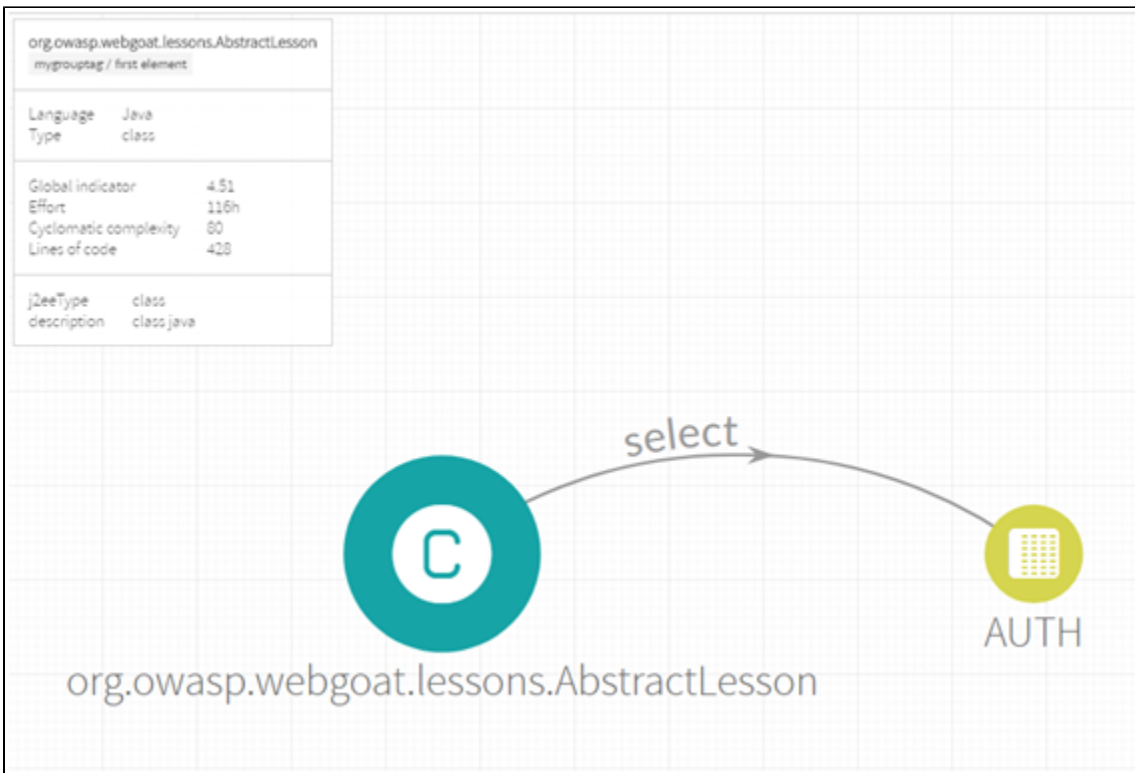 org.owasp.webgoat.lessons.AbstractLesson
mygrouptag / first element
Language Java
Type class
Global indicator 4.51
Effort 116h
Cyclomatic complexity 80
Lines of code 428
j2eeType class
description class java
select
C
AUTH
org.owasp.webgoat.lessons.AbstractLesson